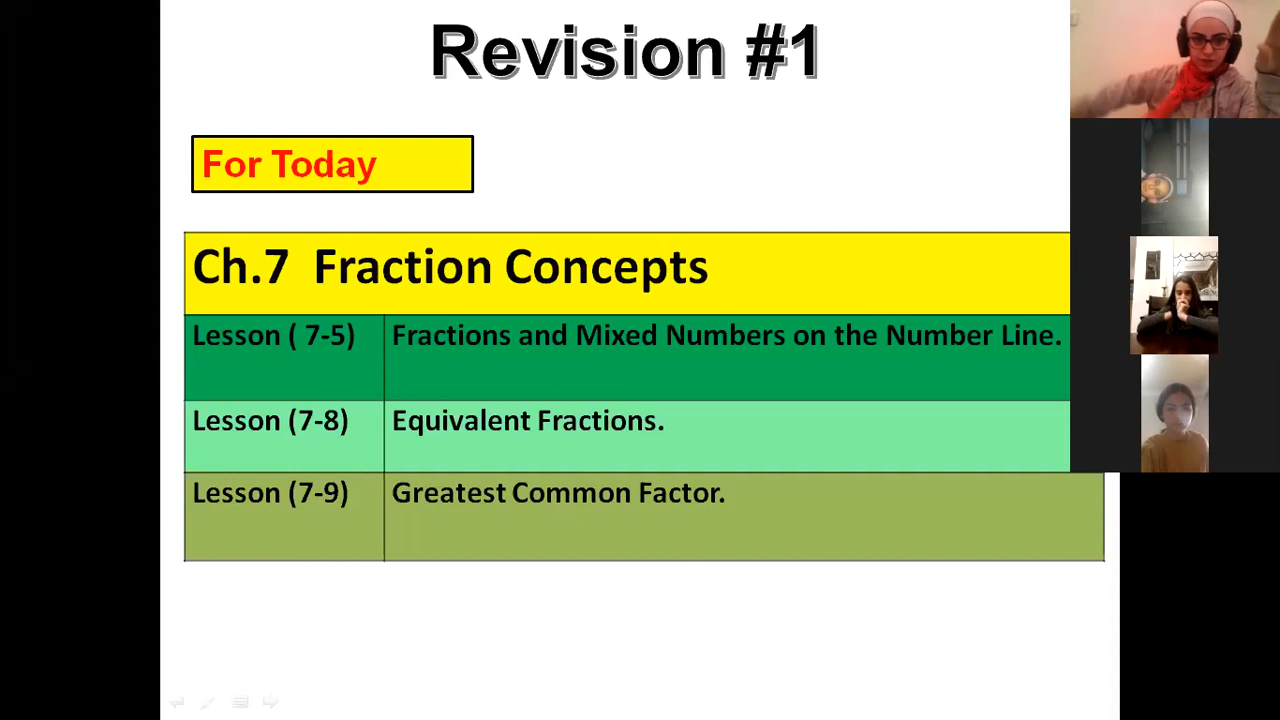 Revision #1
For Today
Ch.7 Fraction Concepts
Lesson ( 7-5) Fractions and Mixed Numbers on the Number Line.
Lesson (7-8) Equivalent Fractions.
Lesson (7-9) Greatest Common Factor.